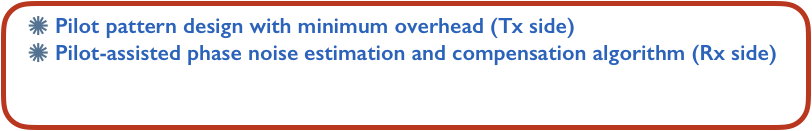 ✷ Pilot pattern design with minimum overhead (Tx side)
✷ Pilot-assisted phase noise estimation and compensation algorithm (Rx side)